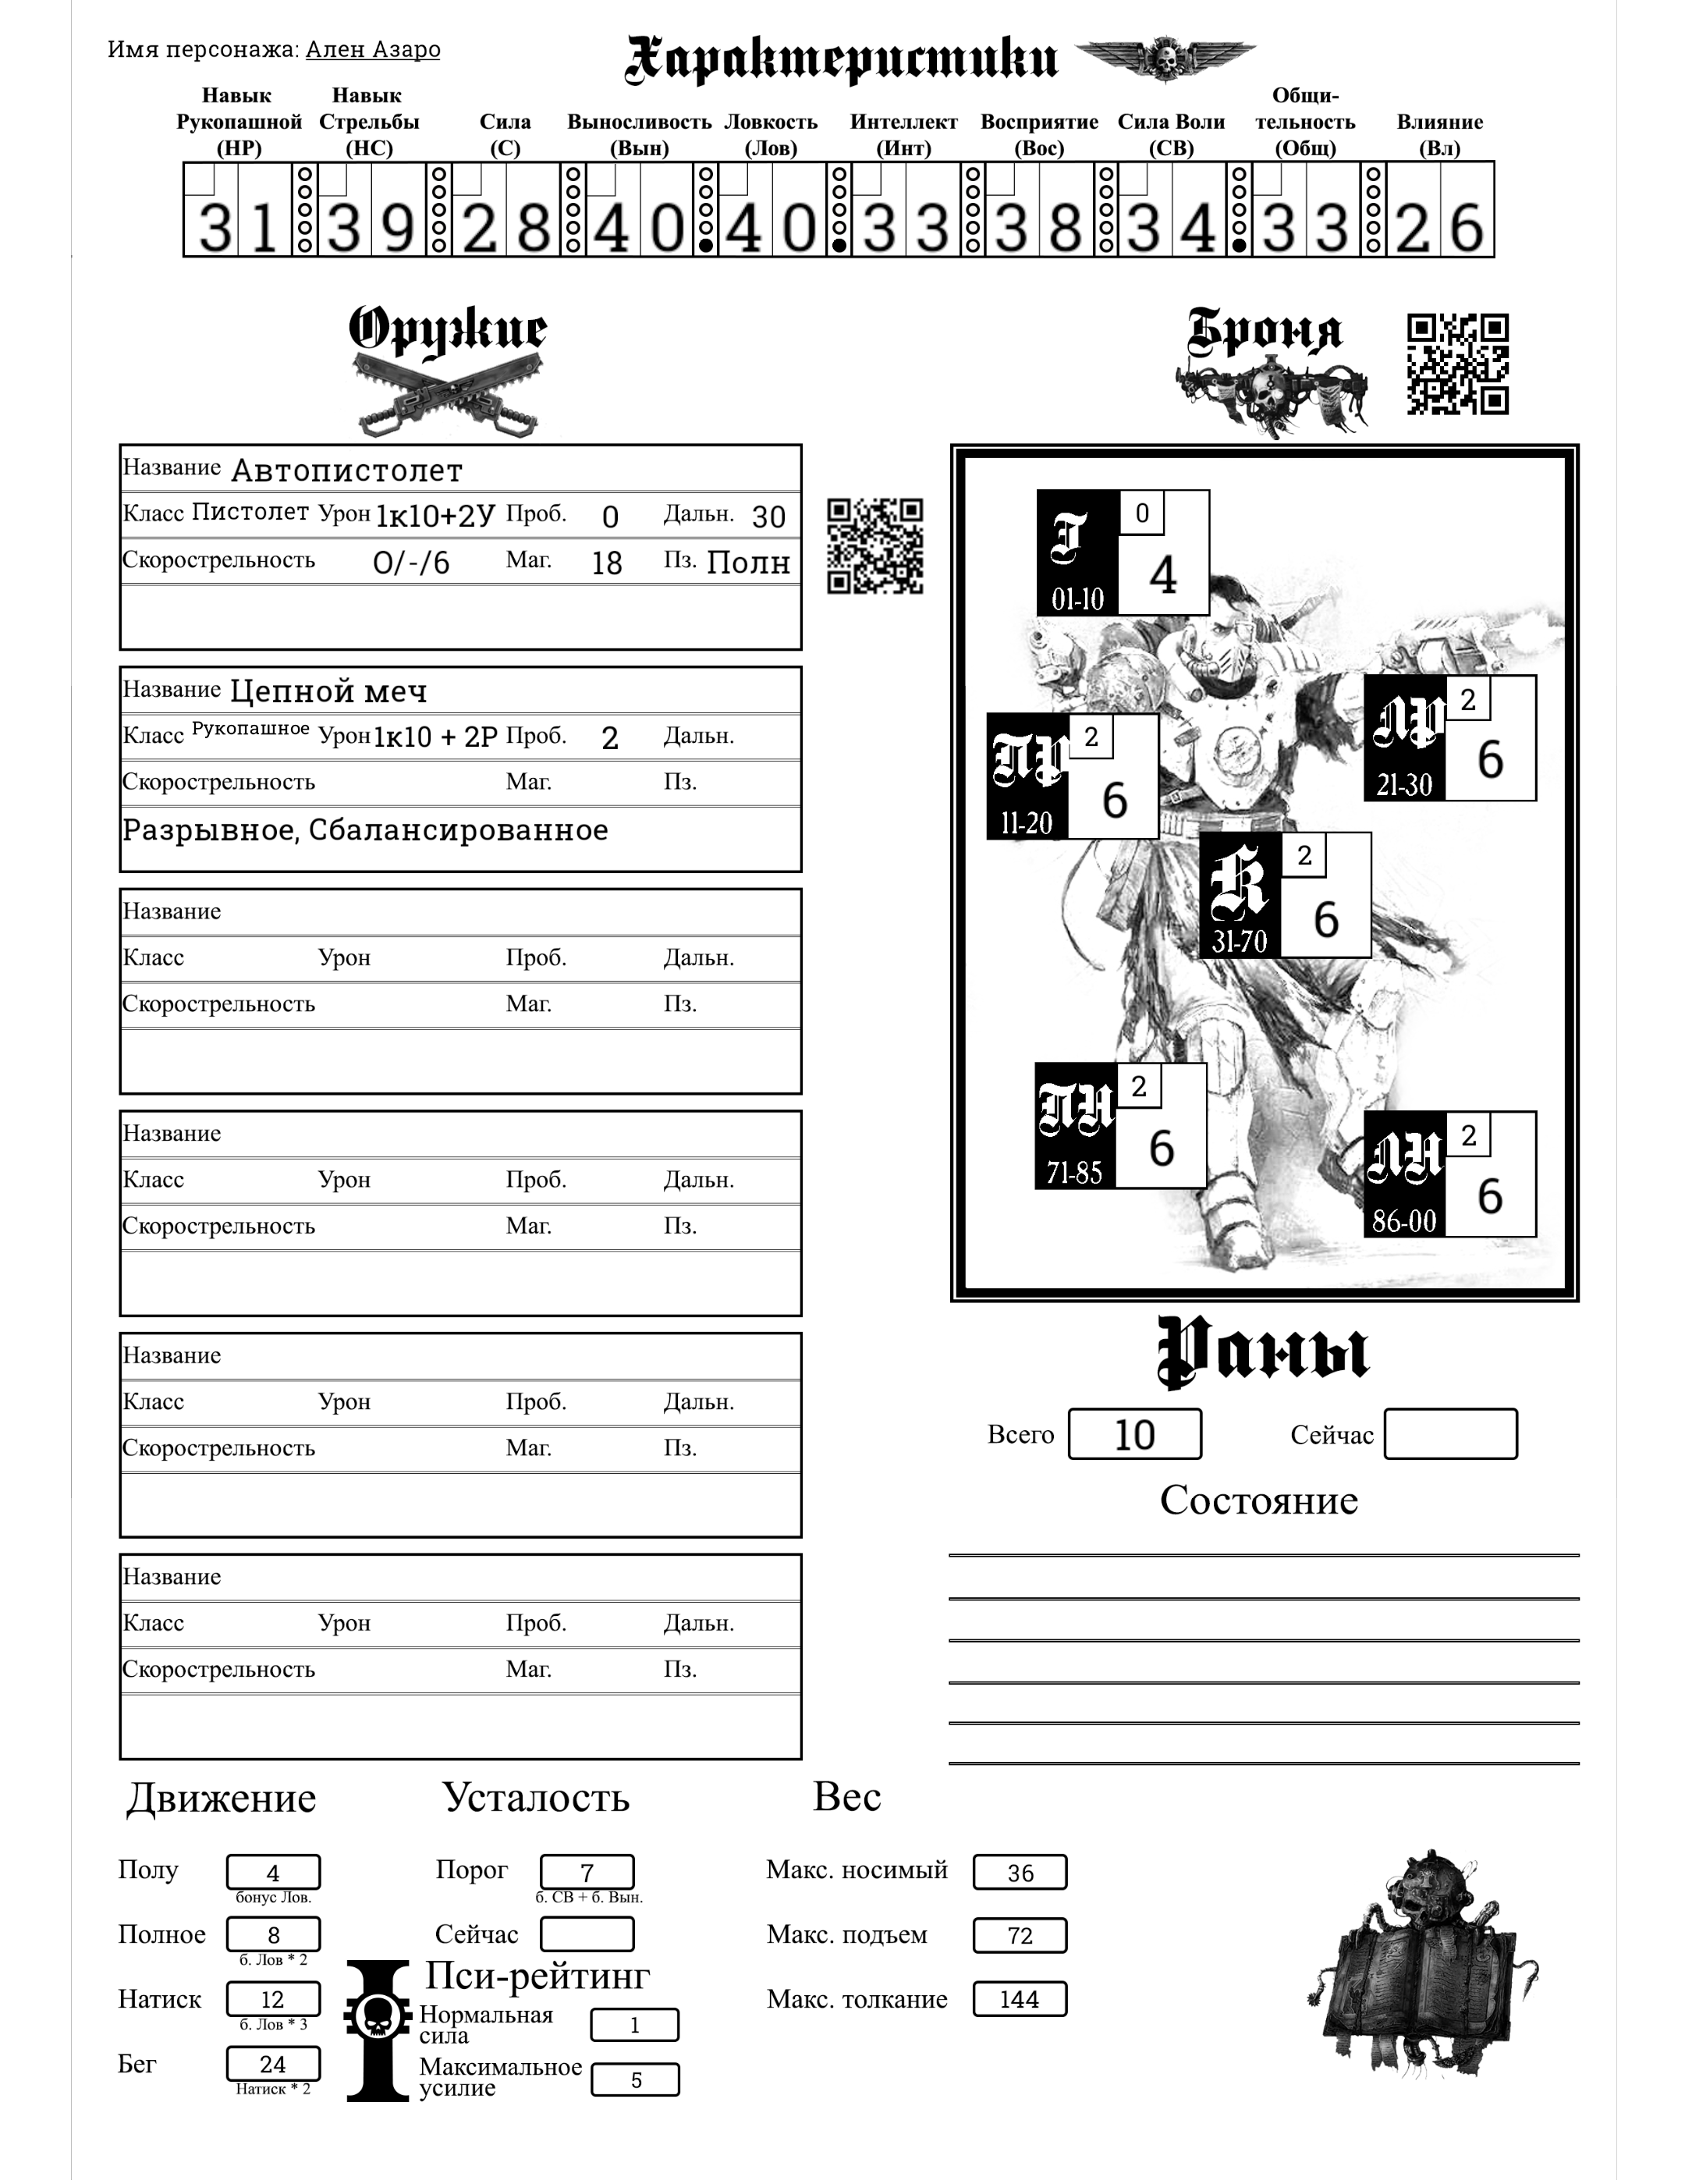 Имя персонажа: Ален Азаро
Характеристики
Навык Рукопашной (НР)
Навык Стрельбы (НС)
Сила (С)
Выносливость (Вын)
Ловкость (Лов)
Интеллект (Инт)
Восприятие (Вос)
Сила Воли (СВ)
Общи-тельность (Общ)
Влияние (Вл)
31 39 28 40 40 33 38 34 33 26
Оружие
Броня
Название Автопистолет
Класс Пистолет Урон 1к10+2У Проб. 0 Дальн. 30
Скорострельность О/-/6 Маг. 18 Пз. Полн
Название Цепной меч
Класс Рукопашное Урон 1к10 + 2Р Проб. 2 Дальн.
Скорострельность Маг. Пз.
Разрывное, Сбалансированное
Название
Класс Урон Проб. Дальн.
Скорострельность Маг. Пз.
Название
Класс Урон Проб. Дальн.
Скорострельность Маг. Пз.
Название
Класс Урон Проб. Дальн.
Скорострельность Маг. Пз.
Название
Класс Урон Проб. Дальн.
Скорострельность Маг. Пз.
Г 0
01-10 4
ПР 2
11-20 6
ЛР 2
21-30 6
К 2
31-70 6
ПН 2
71-85 6
ЛН 2
86-00 6
Раны
Всего 10 Сейчас
Состояние
Движение
Полу 4
бонус Лов.
Полное 8
б. Лов * 2
Натиск 12
б. Лов * 3
Бег 24
Натиск * 2
Усталость
Порог 7
б. СВ + б. Вын.
Сейчас
Пси-рейтинг
Нормальная сила 1
Максимальное усилие 5
Вес
Макс. носимый 36
Макс. подъем 72
Макс. толкание 144